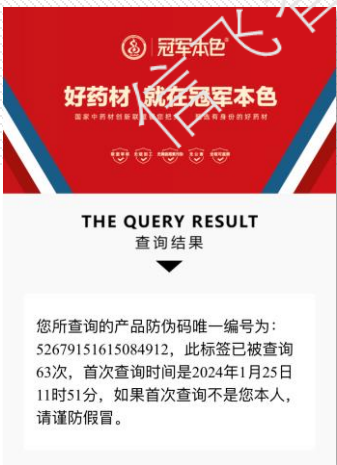 冠军本色
好药材 就在冠军本色
THE QUERY RESULT
查询结果
您所查询的产品防伪码唯一编号为：
52679151615084912，此标签已被查询
63次，首次查询时间是2024年1月25日
11时51分，如果首次查询不是您本人，
请谨防假冒。